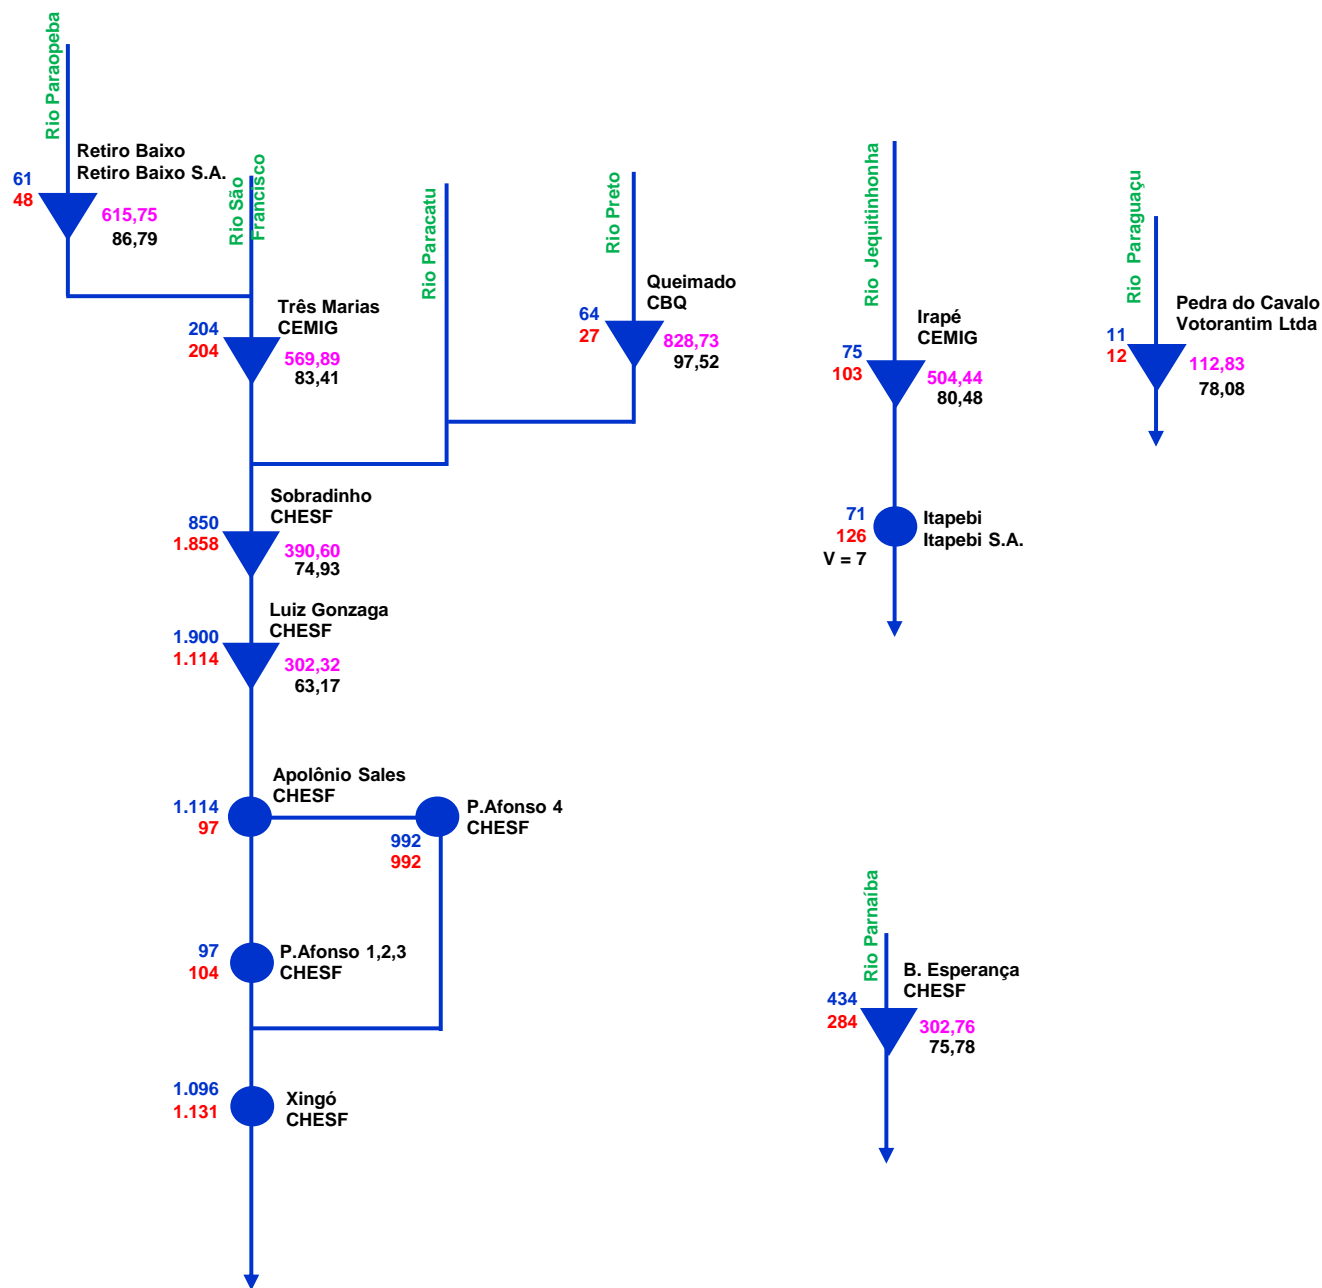 Rio Paraopeba
Retiro Baixo
Retiro Baixo S.A.
61
48
615,75
86,79
Rio São
Francisco
Três Marias
CEMIG
204
204
569,89
83,41
Rio Paracatu
Rio Preto
Queimado
CBQ
64
27
828,73
97,52
Sobradinho
CHESF
850
1.858
390,60
74,93
Luiz Gonzaga
CHESF
1.900
1.114
302,32
63,17
Apolônio Sales
CHESF
1.114
97
P.Afonso 4
CHESF
992
992
P.Afonso 1,2,3
CHESF
97
104
Xingó
CHESF
1.096
1.131
Rio Jequitinhonha
Irapé
CEMIG
75
103
504,44
80,48
Itapebi
Itapebi S.A.
71
126
V = 7
Rio Paraguaçu
Pedra do Cavalo
Votorantim Ltda
11
12
112,83
78,08
Rio Parnaíba
B. Esperança
CHESF
434
284
302,76
75,78